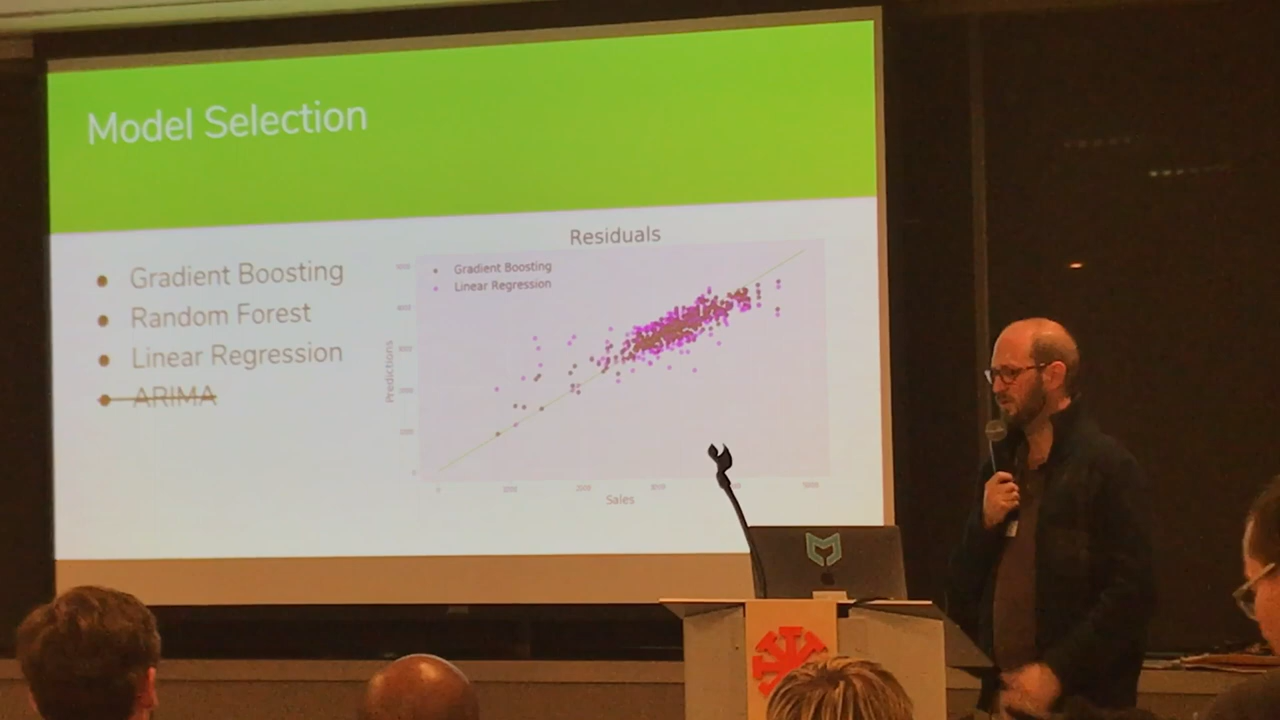 Model Selection
Gradient Boosting
Random Forest
Linear Regression
ARIMA
Residuals
Gradient Boosting
Linear Regression
Predictions
Sales